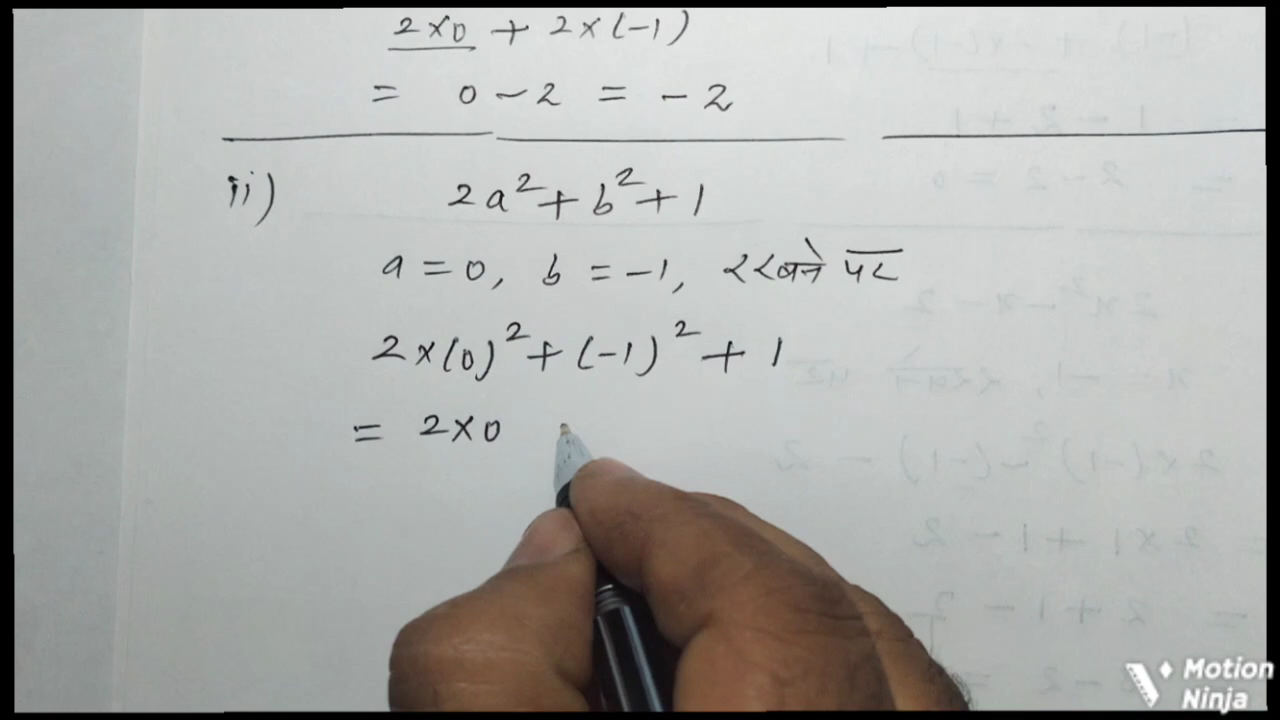 2×0 + 2×(-1)
= 0 - 2 = - 2
ii) 2a² + b² + 1
a = 0, b = -1, रखने पर
2×(0)² + (-1)² + 1
= 2×0
Motion
Ninja